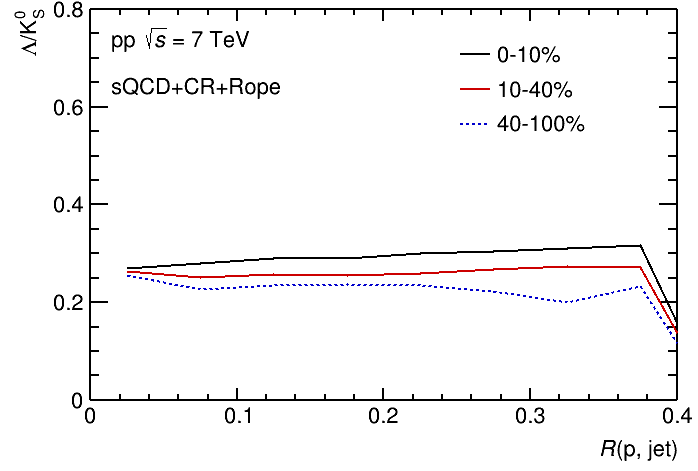 Λ/K⁰_S
0.8
0.6
0.4
0.2
0
pp √s = 7 TeV
sQCD+CR+Rope
0-10%
10-40%
40-100%
0 0.1 0.2 0.3 0.4
R(p, jet)